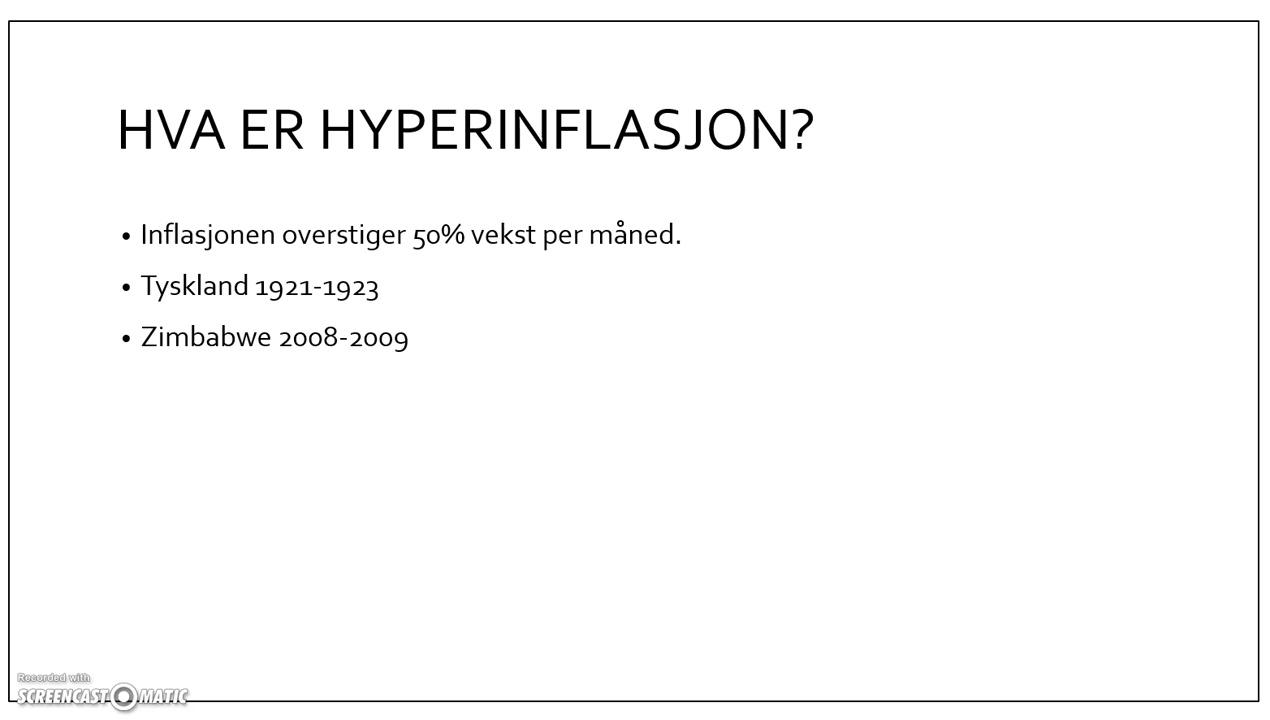 HVA ER HYPERINFLASJON?
• Inflasjonen overstiger 50% vekst per måned.
• Tyskland 1921-1923
• Zimbabwe 2008-2009
Recorded with
SCREENCAST-O-MATIC